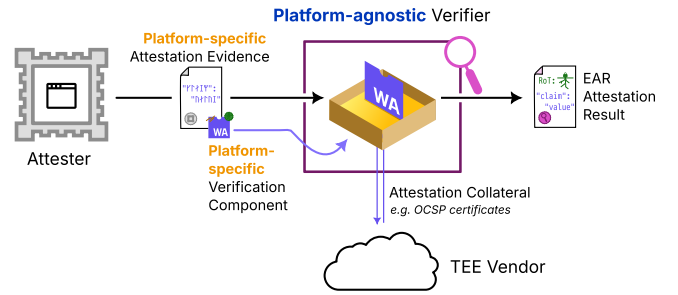 Platform-agnostic Verifier
Platform-specific
Attestation Evidence
WA
Platform-
specific
Verification
Component
Attester
WA
RoT:
"claim":
"value"
EAR
Attestation
Result
Attestation Collateral
e.g. OCSP certificates
TEE Vendor